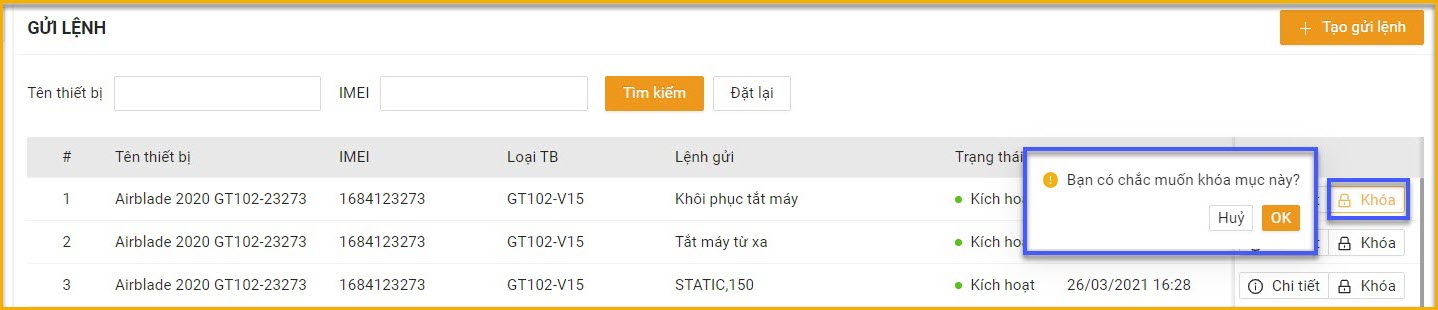 GỬI LỆNH
+ Tạo gửi lệnh
Tên thiết bị IMEI Tìm kiếm Đặt lại
# Tên thiết bị IMEI Loại TB Lệnh gửi Trạng thái
Bạn có chắc muốn khóa mục này?
Huỷ OK
1 Airblade 2020 GT102-23273 1684123273 GT102-V15 Khôi phục tắt máy Kích hoạt Khóa
2 Airblade 2020 GT102-23273 1684123273 GT102-V15 Tắt máy từ xa Kích hoạt Khóa
3 Airblade 2020 GT102-23273 1684123273 GT102-V15 STATIC,150 Kích hoạt 26/03/2021 16:28 Chi tiết Khóa